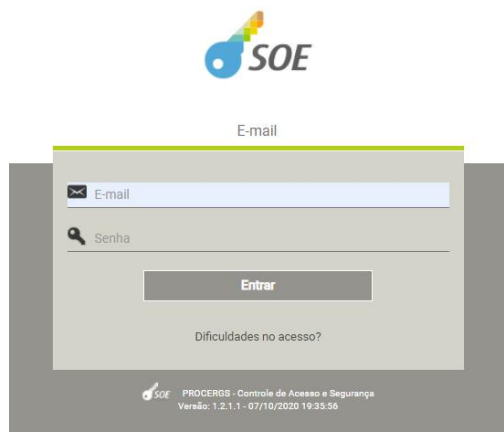 SOE
E-mail
E-mail
Senha
Entrar
Dificuldades no acesso?
SOE PROCERGS - Controle de Acesso e Segurança
Versão: 1.2.1.1 - 07/10/2020 19:35:56